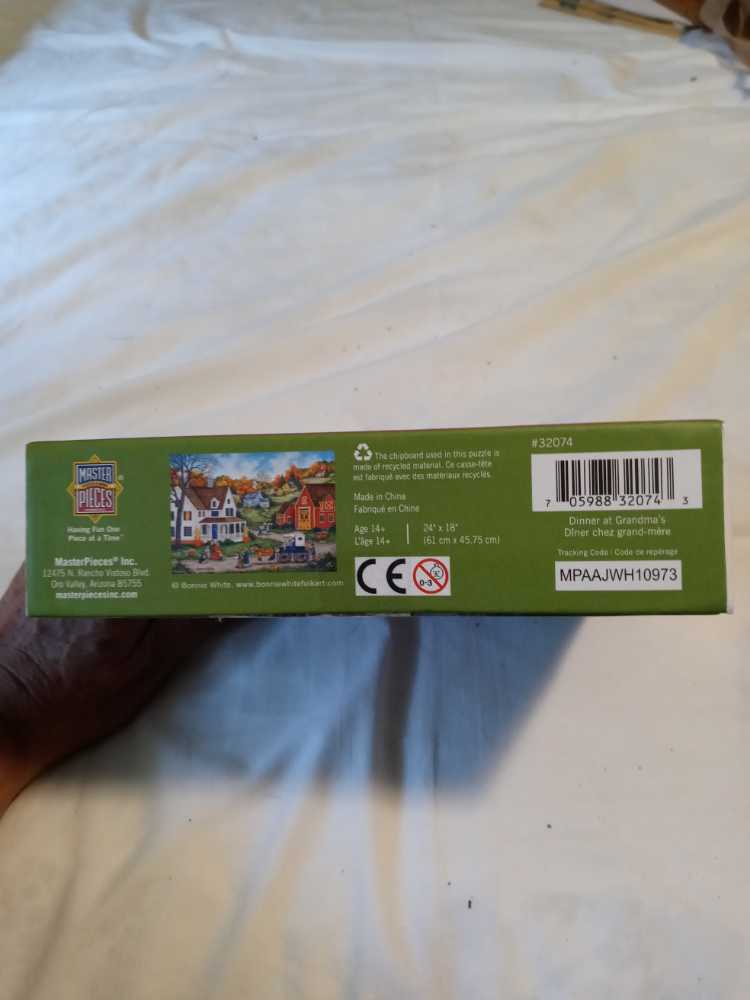 MASTER
PIECES®
Having Fun One
Piece at a Time™
MasterPieces® Inc.
12475 N. Rancho Vistoso Blvd.
Oro Valley, Arizona 85755
masterpiecesinc.com
© Bonnie White. www.bonniewhitefolkart.com
The chipboard used in this puzzle is
made of recycled material. Ce casse-tête
est fabriqué avec des materiaux recyclés.
Made in China
Fabriqué en Chine
Age 14+
L'âge 14+
24" x 18"
(61 cm x 45,75 cm)
CE
0-3
#32074
7 05988 32074 3
Dinner at Grandma's
Dîner chez grand-mère
Tracking Code | Code de repérage
MPAAJWH10973